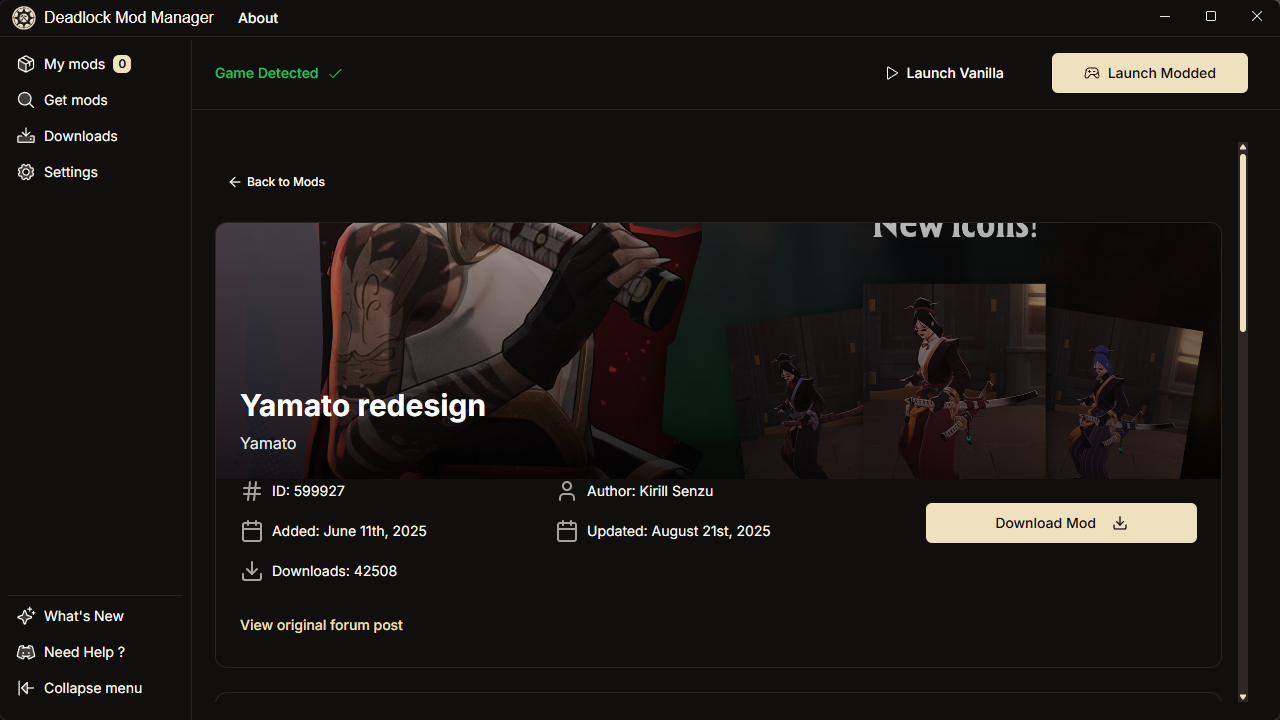 Deadlock Mod Manager
About
My mods 0
Get mods
Downloads
Settings
Game Detected
Launch Vanilla
Launch Modded
Back to Mods
New icons!
Yamato redesign
Yamato
ID: 599927
Author: Kirill Senzu
Added: June 11th, 2025
Updated: August 21st, 2025
Download Mod
Downloads: 42508
View original forum post
What's New
Need Help ?
Collapse menu